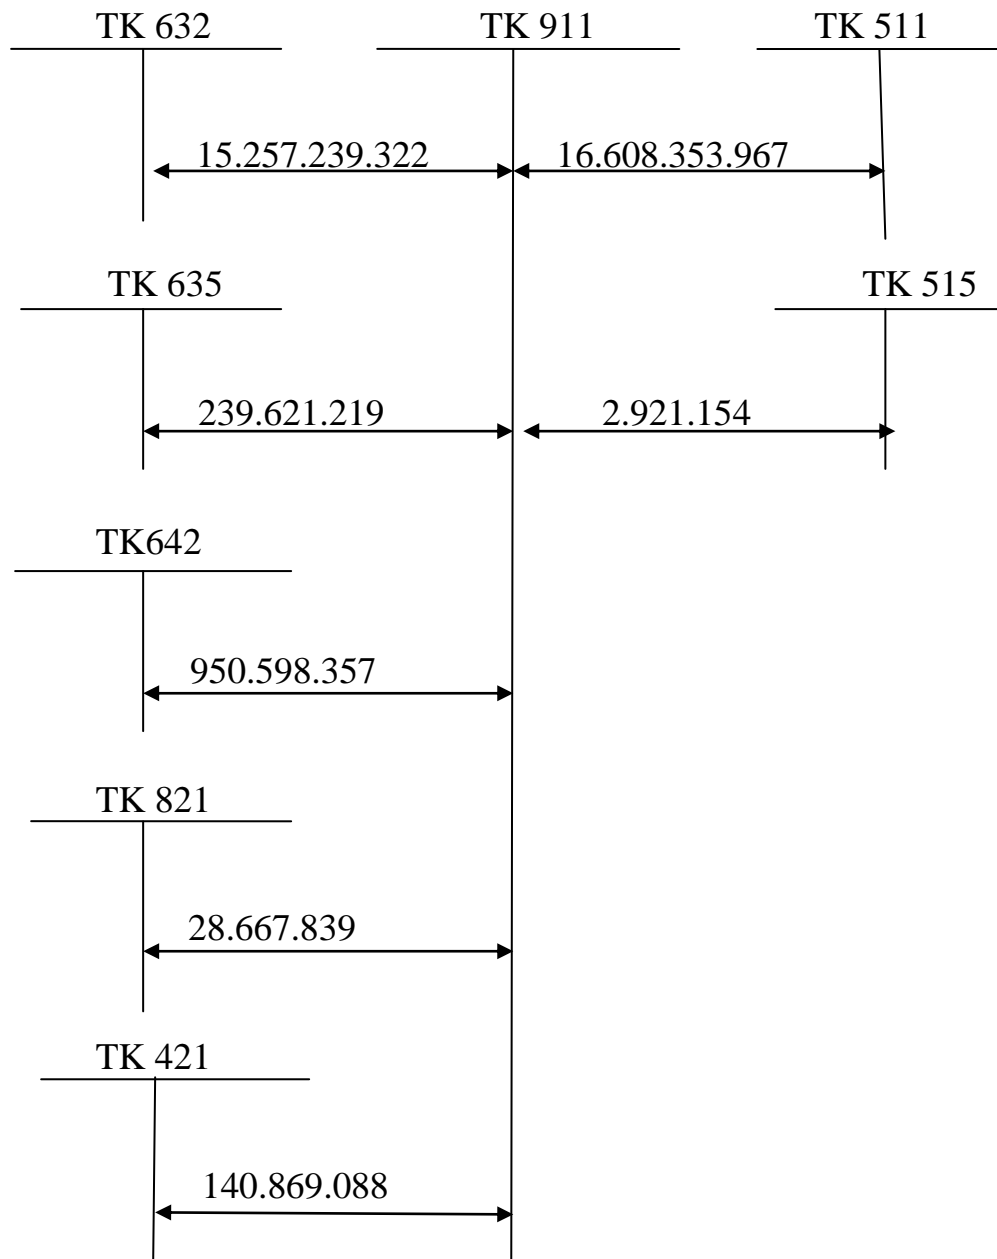 TK 632 TK 911 TK 511
15.257.239.322 16.608.353.967
TK 635 TK 515
239.621.219 2.921.154
TK642
950.598.357
TK 821
28.667.839
TK 421
140.869.088